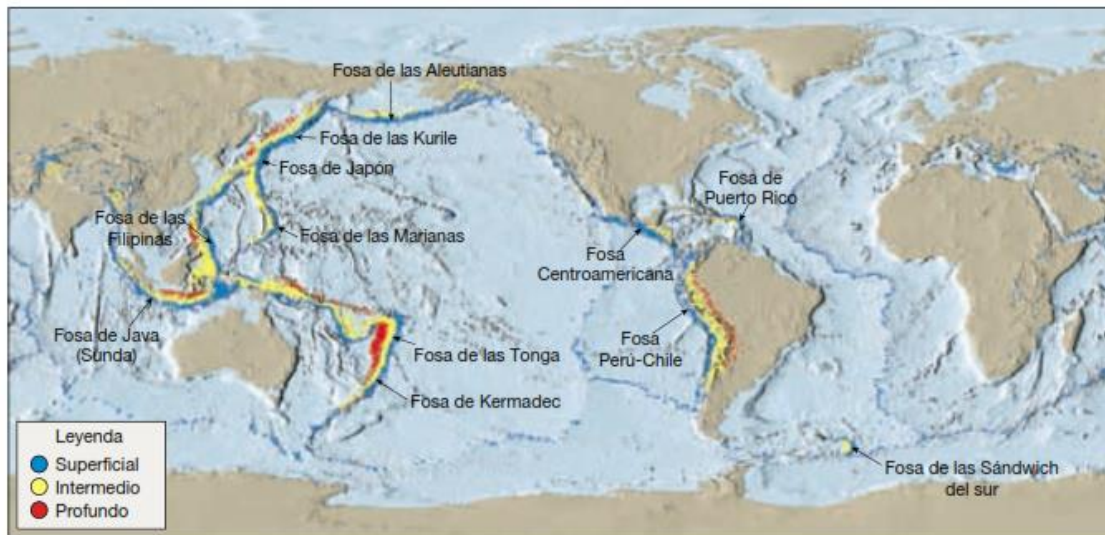 Fosa de las Aleutianas
Fosa de las Kurile
Fosa de Japón
Fosa de
Puerto Rico
Fosa de las
Filipinas
Fosa de las Marianas
Fosa
Centroamericana
Fosa de Java
(Sunda)
Fosa de las Tonga
Fosa
Perú-Chile
Fosa de Kermadec
Leyenda
Superficial
Intermedio
Profundo
Fosa de las Sándwich
del sur